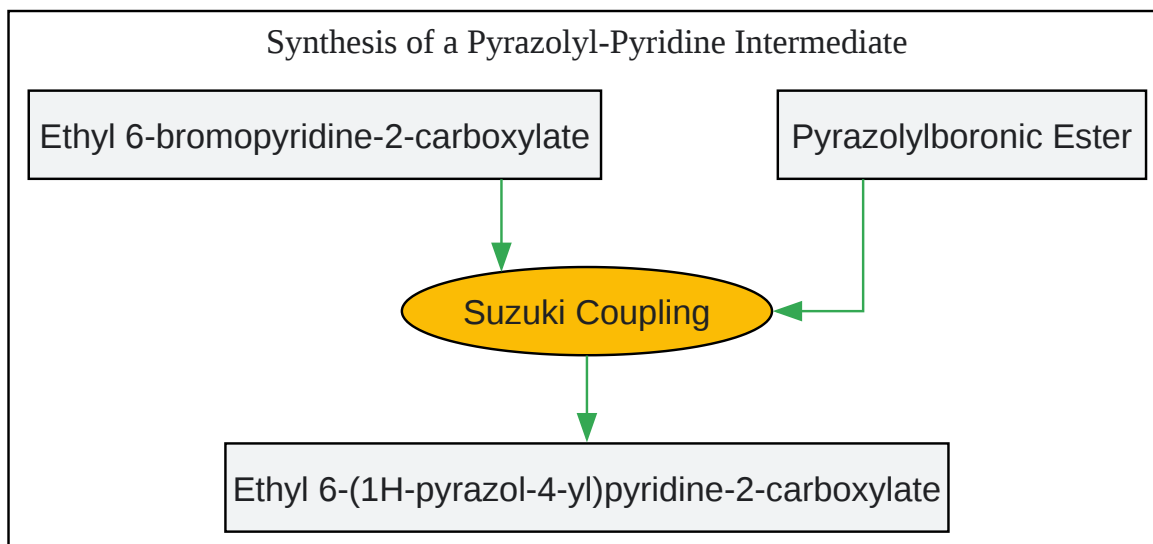 Synthesis of a Pyrazolyl-Pyridine Intermediate
Ethyl 6-bromopyridine-2-carboxylate
Pyrazolylboronic Ester
Suzuki Coupling
Ethyl 6-(1H-pyrazol-4-yl)pyridine-2-carboxylate